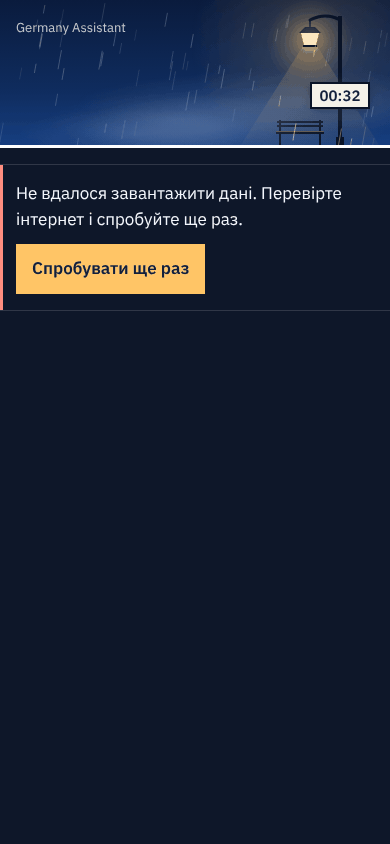 Germany Assistant
00:32
Не вдалося завантажити дані. Перевірте
інтернет і спробуйте ще раз.
Спробувати ще раз